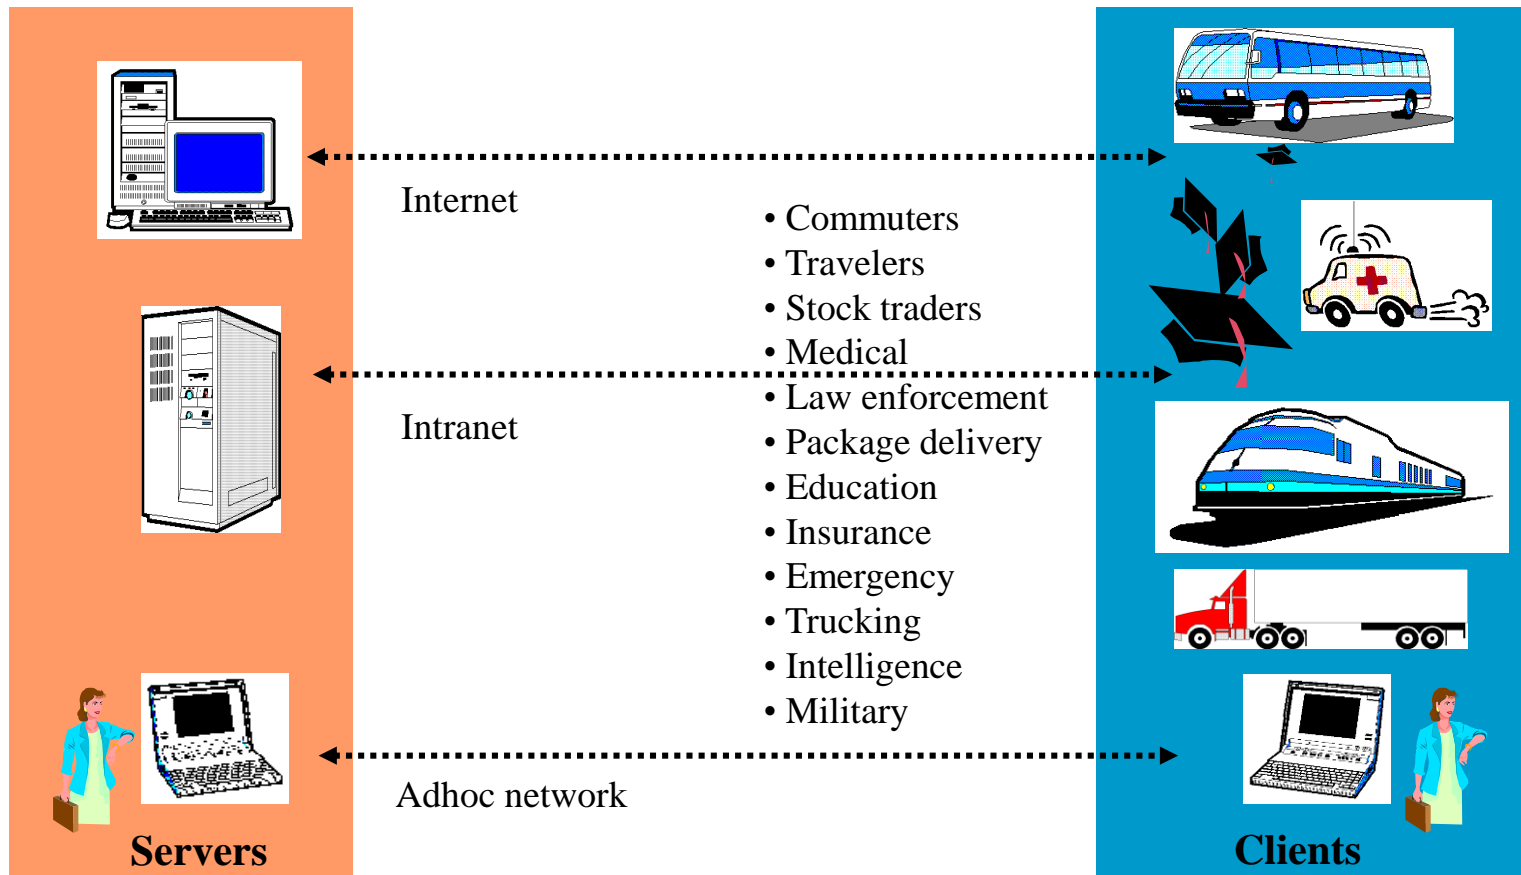 Internet
• Commuters
• Travelers
• Stock traders
• Medical
• Law enforcement
Intranet
• Package delivery
• Education
• Insurance
• Emergency
• Trucking
• Intelligence
• Military
Adhoc network
Servers
Clients